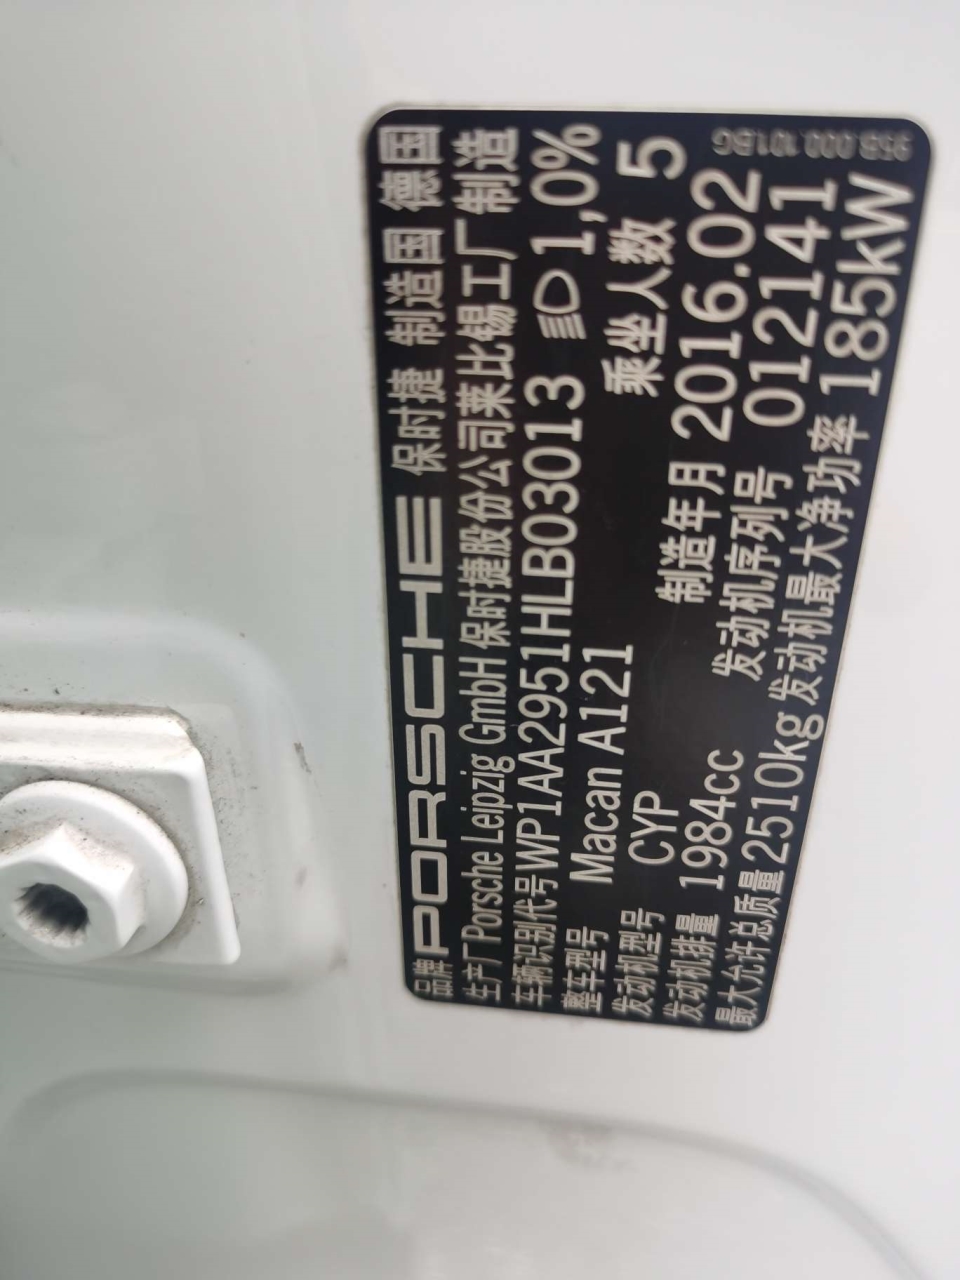 品牌 PORSCHE 保时捷 制造国 德国
生产厂 Porsche Leipzig GmbH 保时捷股份公司莱比锡工厂制造
车辆识别代号 WP1AA2951HLB03013 1,0%
整车型号 Macan A1121 乘坐人数 5
发动机型号 CYP 制造年月 2016.02
发动机排量 1984cc 发动机序列号 012141
最大允许总质量 2510kg 发动机最大净功率 185kW
95B.000.101.BG